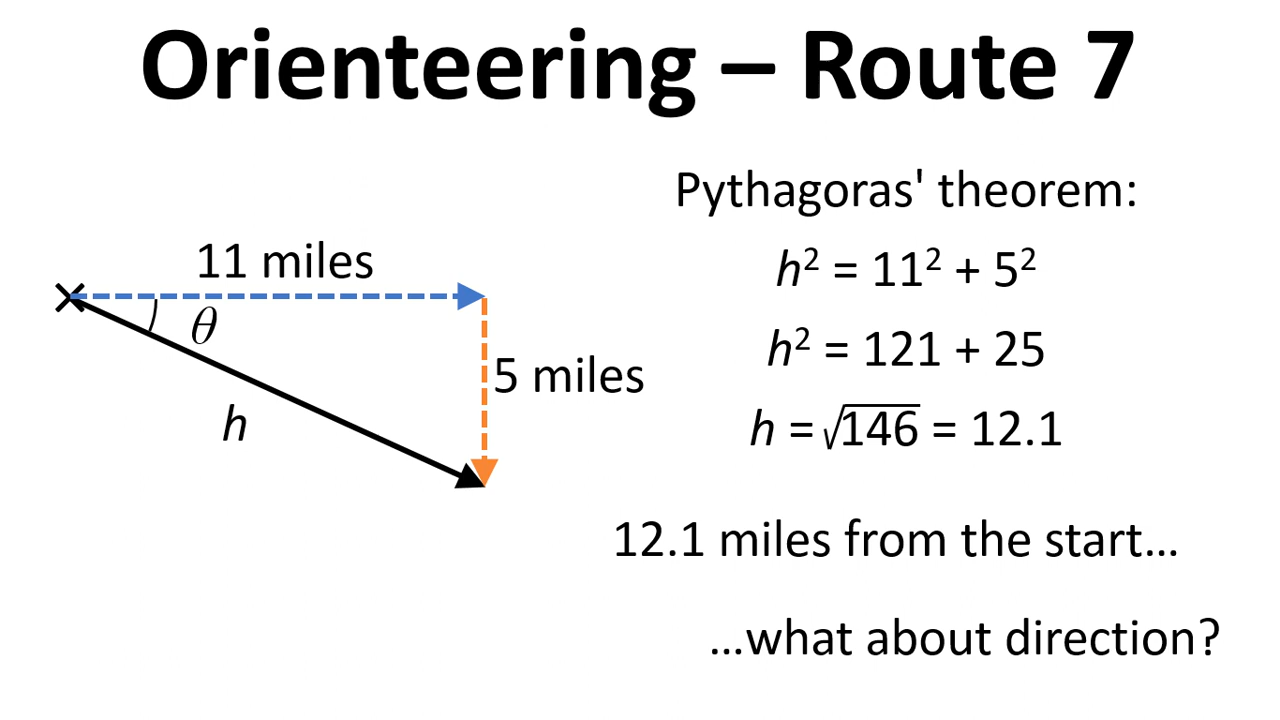 Orienteering – Route 7
Pythagoras' theorem:
11 miles
h² = 11² + 5²
θ
h² = 121 + 25
5 miles
h
h = √146 = 12.1
12.1 miles from the start...
...what about direction?